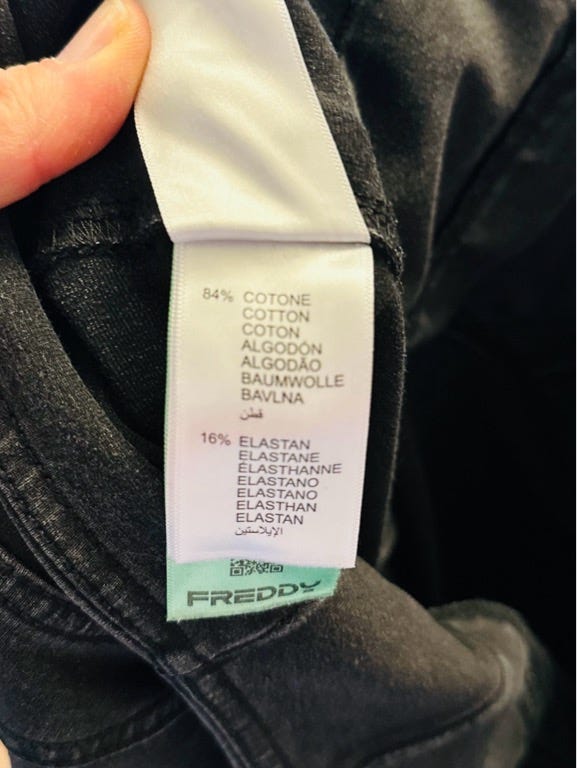 84% COTONE
COTTON
COTON
ALGODÓN
ALGODÃO
BAUMWOLLE
BAVLNA
قطن
16% ELASTAN
ELASTANE
ÉLASTHANNE
ELASTANO
ELASTANO
ELASTHAN
ELASTAN
الإيلاستين
FREDDY